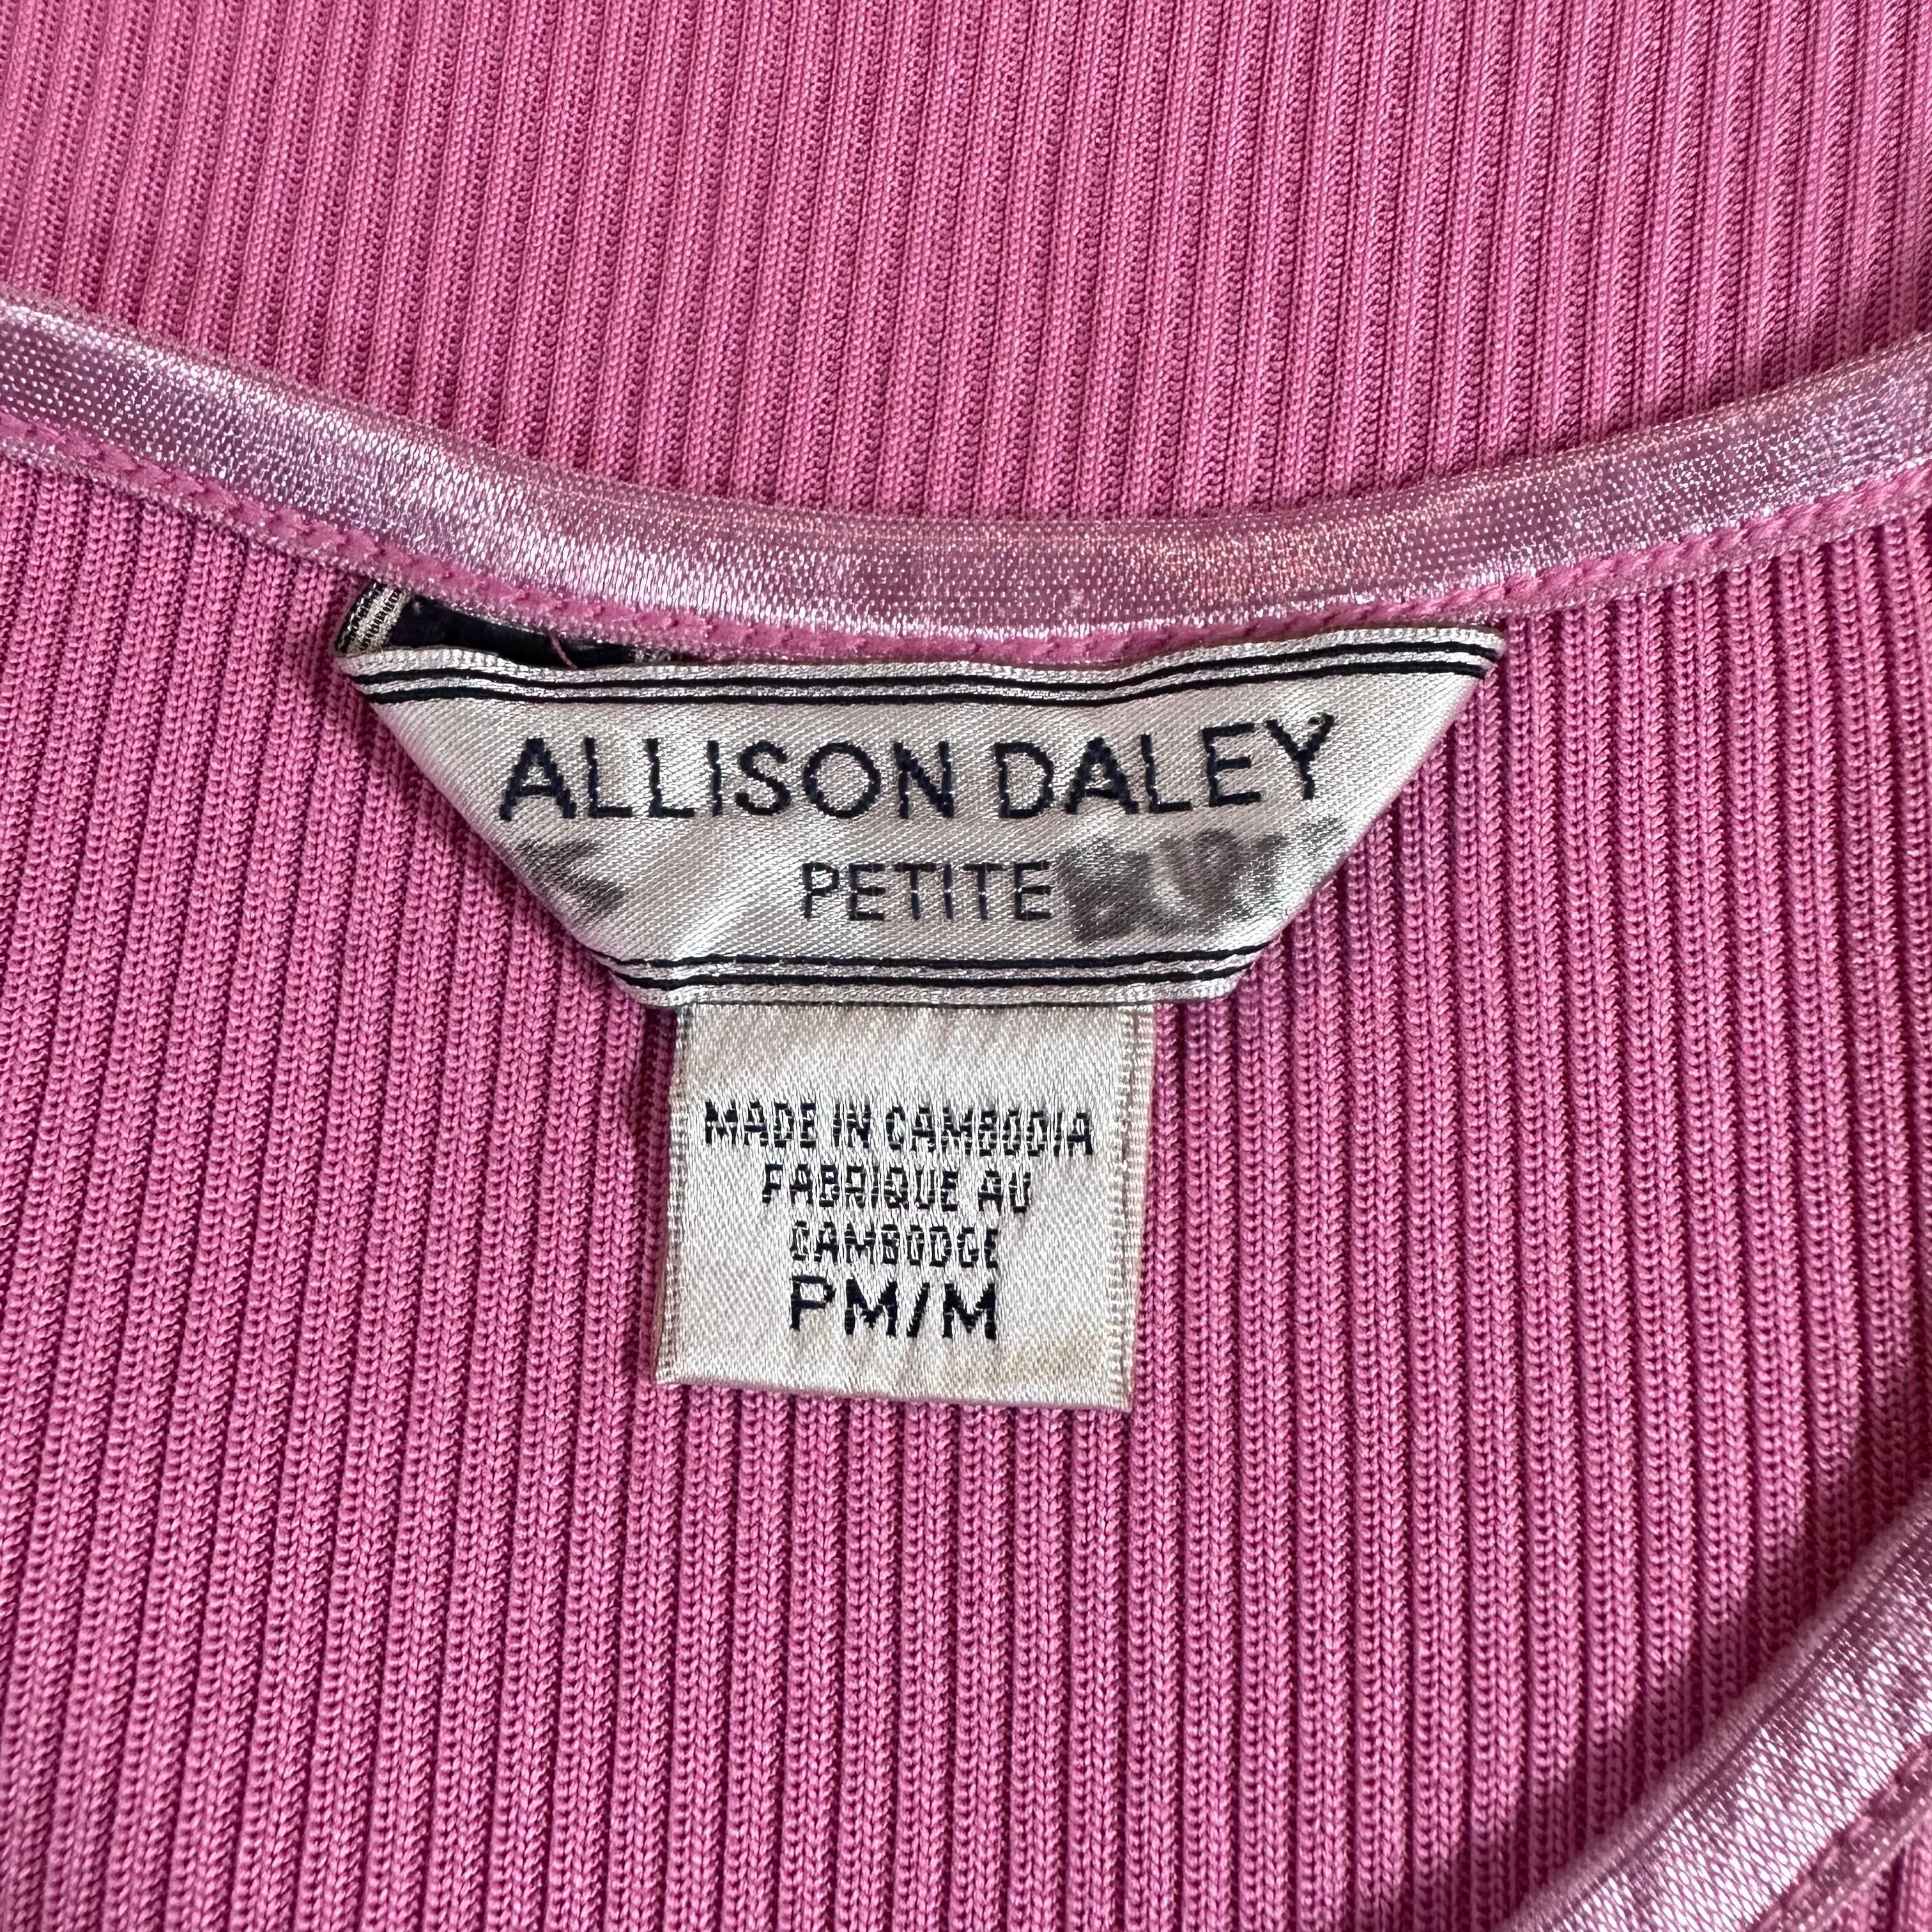 ALLISON DALEY
PETITE
MADE IN CAMBODIA
FABRIQUE AU
CAMBODGE
PM/M